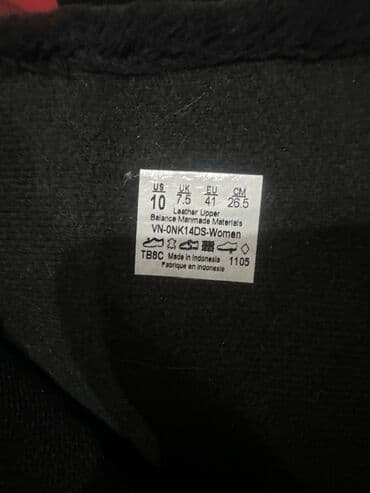 US UK EU CM
10 7.5 41 26.5
Leather Upper
Balance Manmade Materials
VN-0NK14DS-Women
TB8C Made in Indonesia 1105
Fabrique en Indonesie